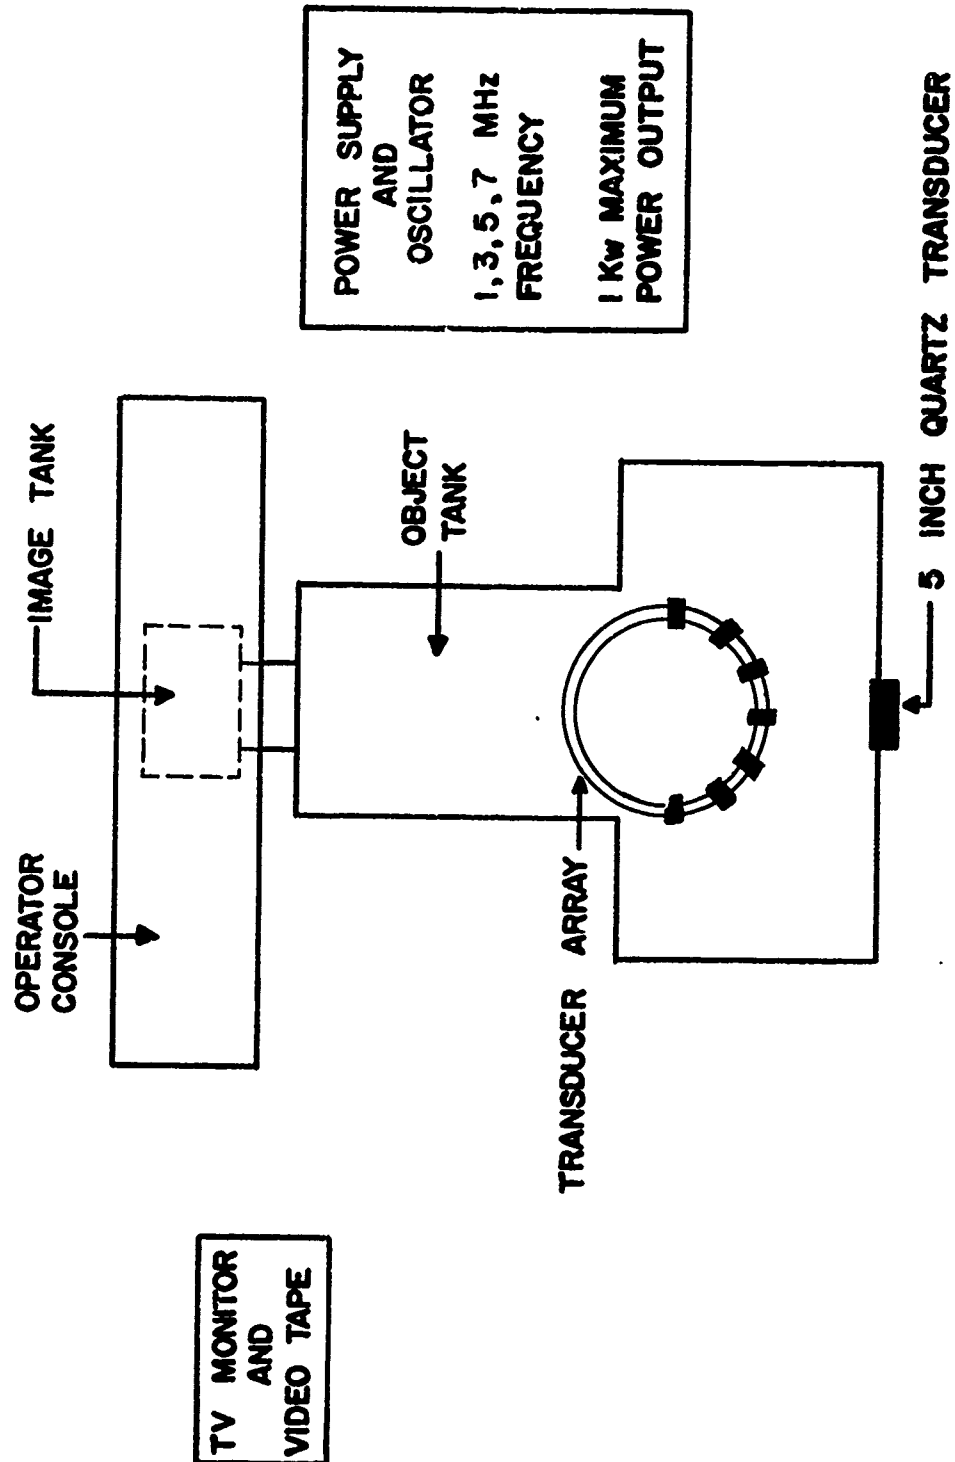 TV MONITOR
AND
VIDEO TAPE
OPERATOR
CONSOLE
IMAGE TANK
TRANSDUCER ARRAY
OBJECT
TANK
POWER SUPPLY
AND
OSCILLATOR
1,3,5,7 MHz
FREQUENCY
1 Kw MAXIMUM
POWER OUTPUT
5 INCH QUARTZ TRANSDUCER